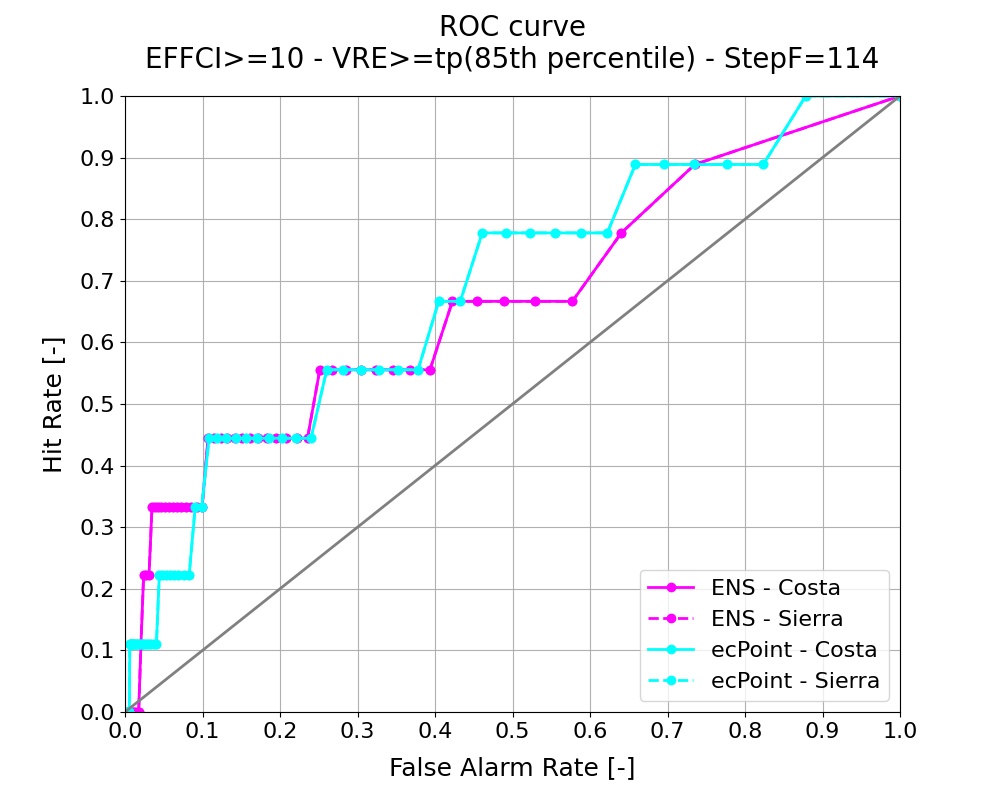 ROC curve
EFFCI>=10 - VRE>=tp(85th percentile) - StepF=114
1.0
0.9
0.8
0.7
0.6
0.5
0.4
0.3
0.2
0.1
0.0
Hit Rate [-]
0.0 0.1 0.2 0.3 0.4 0.5 0.6 0.7 0.8 0.9 1.0
False Alarm Rate [-]
ENS - Costa
ENS - Sierra
ecPoint - Costa
ecPoint - Sierra